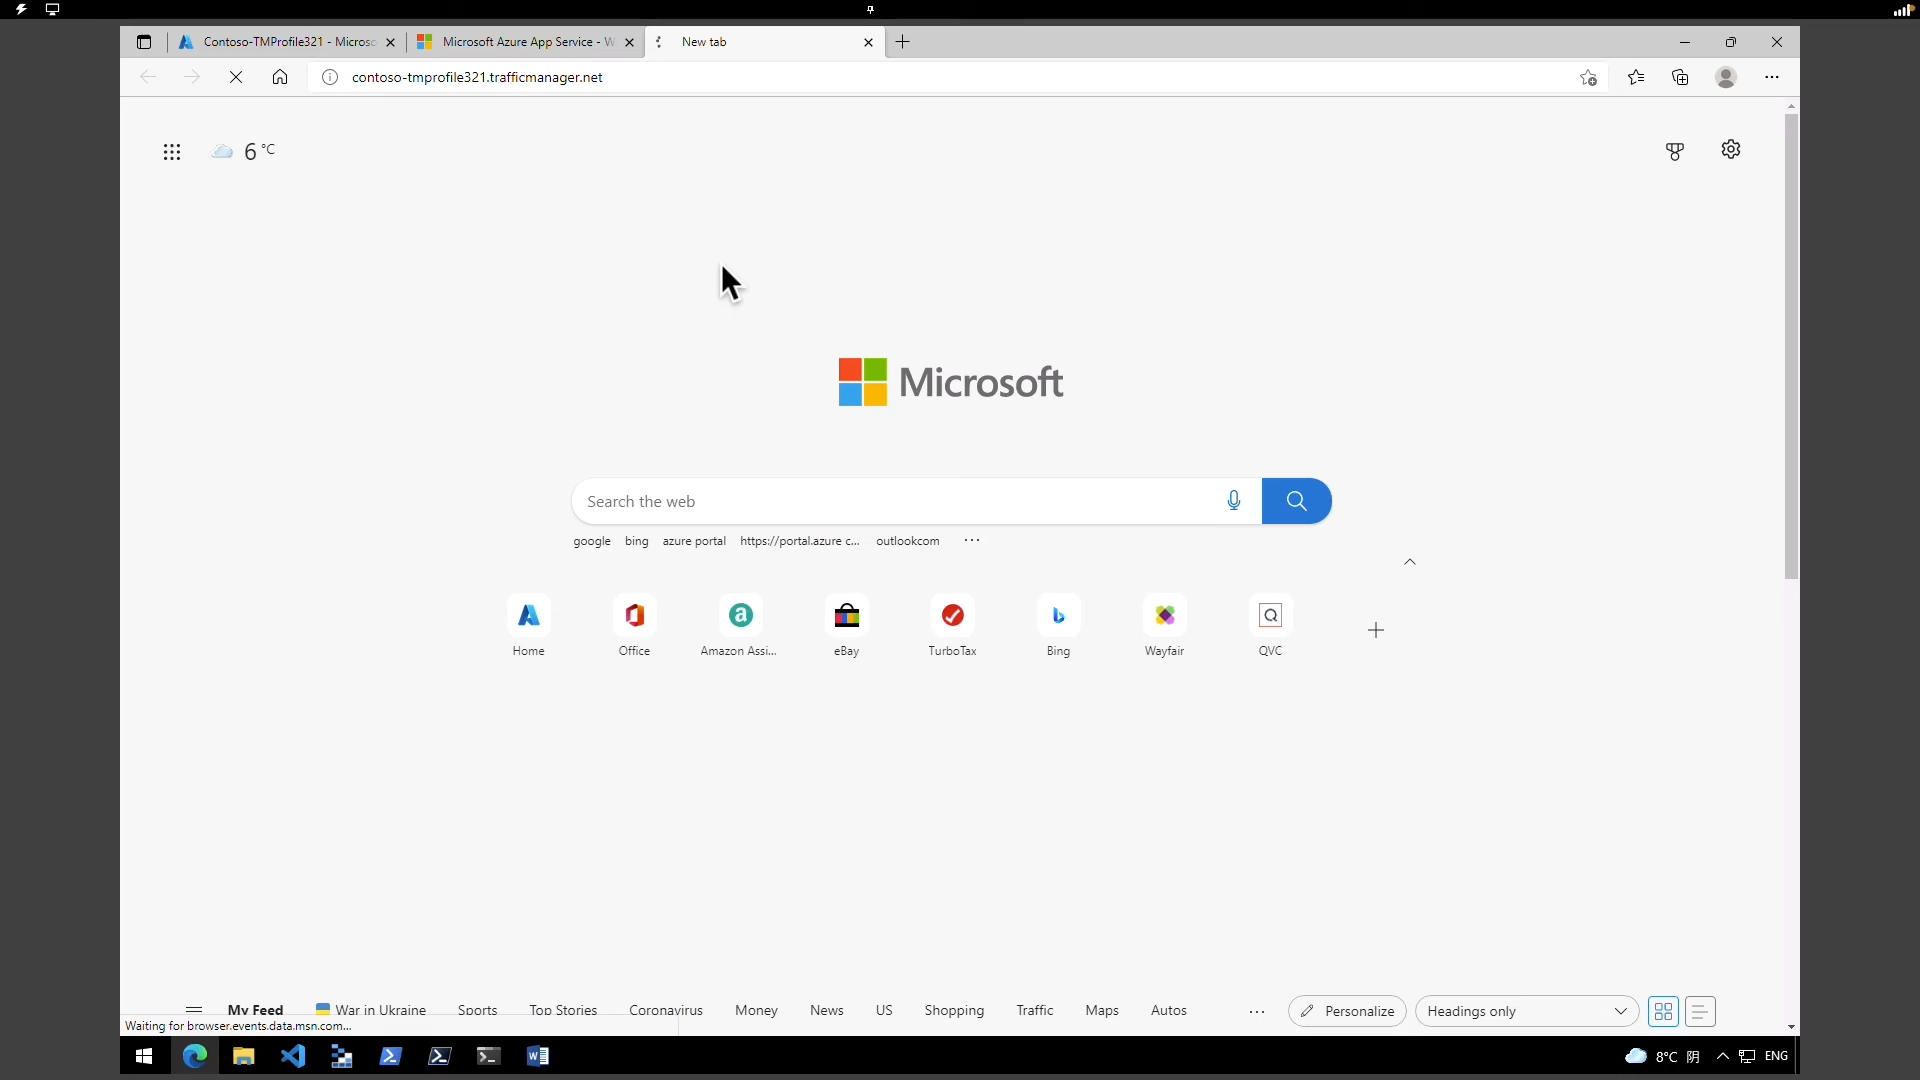 Contoso-TMProfile321 - Microso
Microsoft Azure App Service - W
New tab
contoso-tmprofile321.trafficmanager.net
6 °C
Microsoft
Search the web
google bing azure portal https://portal.azure c... outlookcom ...
Home Office Amazon Assi... eBay TurboTax Bing Wayfair QVC
My Feed War in Ukraine Sports Top Stories Coronavirus Money News US Shopping Traffic Maps Autos ... Personalize Headings only
Waiting for browser.events.data.msn.com...
8°C 阴 ENG